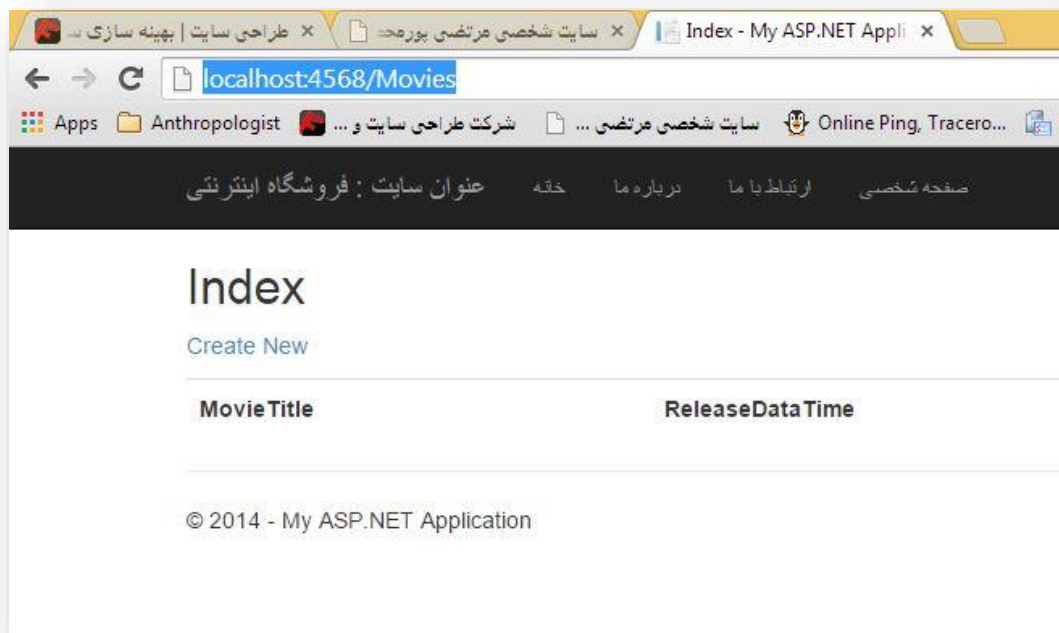 طراحی سایت | بهینه سازی س
سایت شخصی مرتضی پورمحمد
Index - My ASP.NET Appli
localhost:4568/Movies
Apps
Anthropologist
شرکت طراحی سایت و ...
سایت شخصی مرتضی ...
Online Ping, Tracero...
عنوان سایت : فروشگاه اینترنتی
خانه
درباره ما
ارتباط با ما
صفحه شخصی
Index
Create New
MovieTitle
ReleaseDataTime
© 2014 - My ASP.NET Application